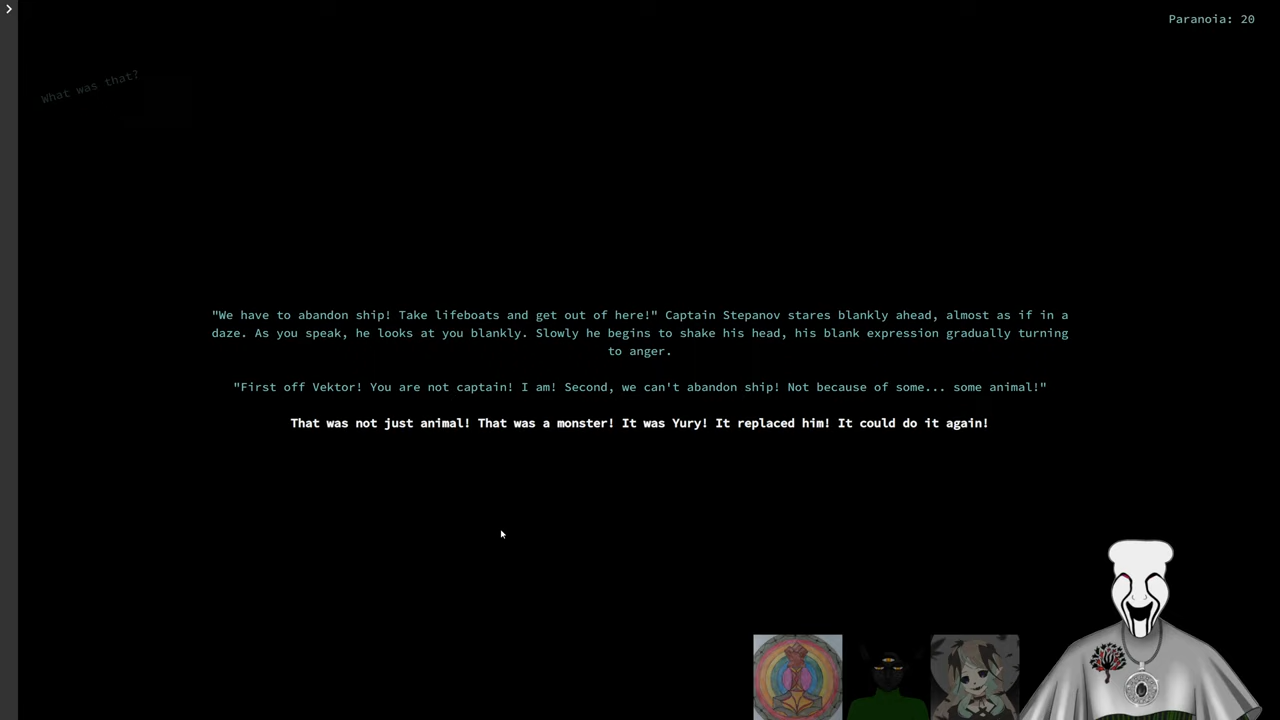 Paranoia: 20
What was that?
"We have to abandon ship! Take lifeboats and get out of here!" Captain Stepanov stares blankly ahead, almost as if in a
daze. As you speak, he looks at you blankly. Slowly he begins to shake his head, his blank expression gradually turning
to anger.
"First off Vektor! You are not captain! I am! Second, we can't abandon ship! Not because of some... some animal!"
That was not just animal! That was a monster! It was Yury! It replaced him! It could do it again!